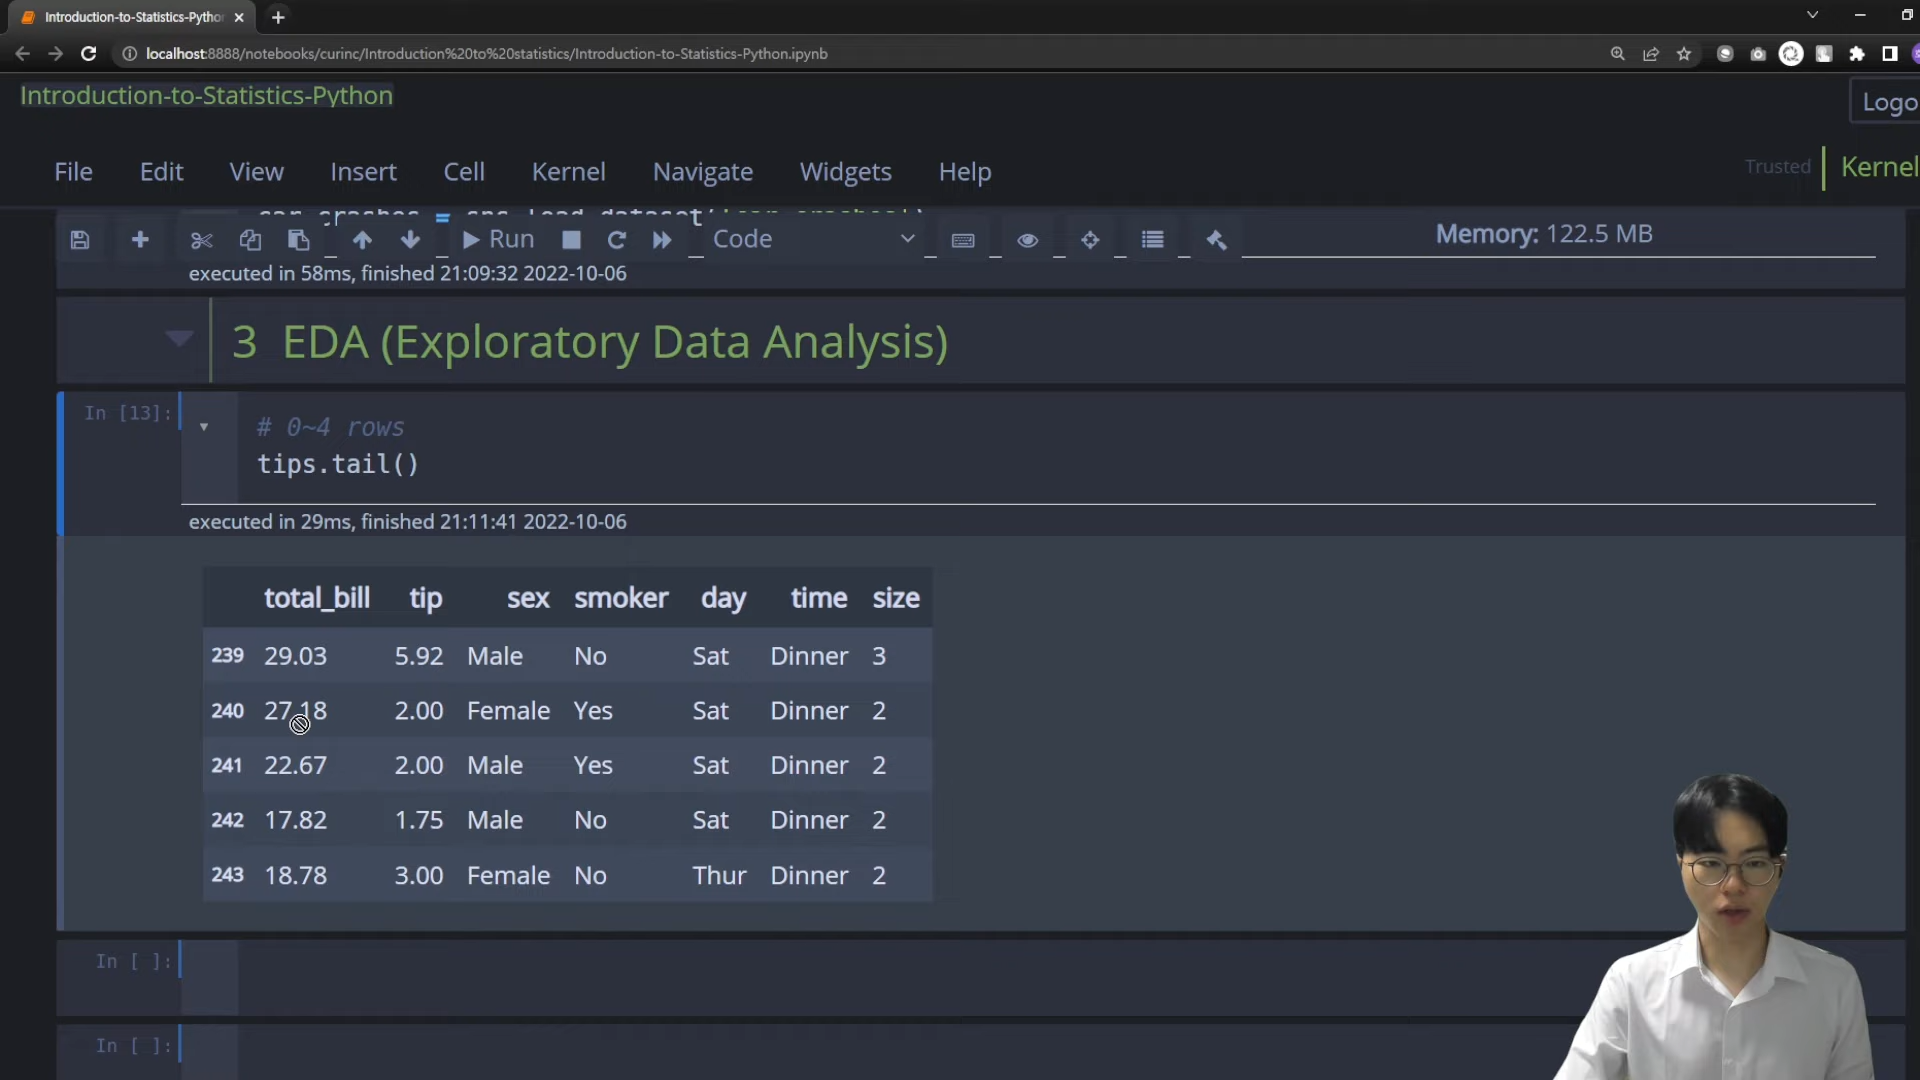 Introduction-to-Statistics-Pytho
localhost:8888/notebooks/curinc/Introduction%20to%20statistics/Introduction-to-Statistics-Python.ipynb
Introduction-to-Statistics-Python
Logo
File Edit View Insert Cell Kernel Navigate Widgets Help
Trusted
Kernel
Run
Code
Memory: 122.5 MB
executed in 58ms, finished 21:09:32 2022-10-06
3 EDA (Exploratory Data Analysis)
In [13]:
# 0~4 rows
tips.tail()
executed in 29ms, finished 21:11:41 2022-10-06
total_bill tip sex smoker day time size
239 29.03 5.92 Male No Sat Dinner 3
240 27.18 2.00 Female Yes Sat Dinner 2
241 22.67 2.00 Male Yes Sat Dinner 2
242 17.82 1.75 Male No Sat Dinner 2
243 18.78 3.00 Female No Thur Dinner 2
In [ ]:
In [ ]: